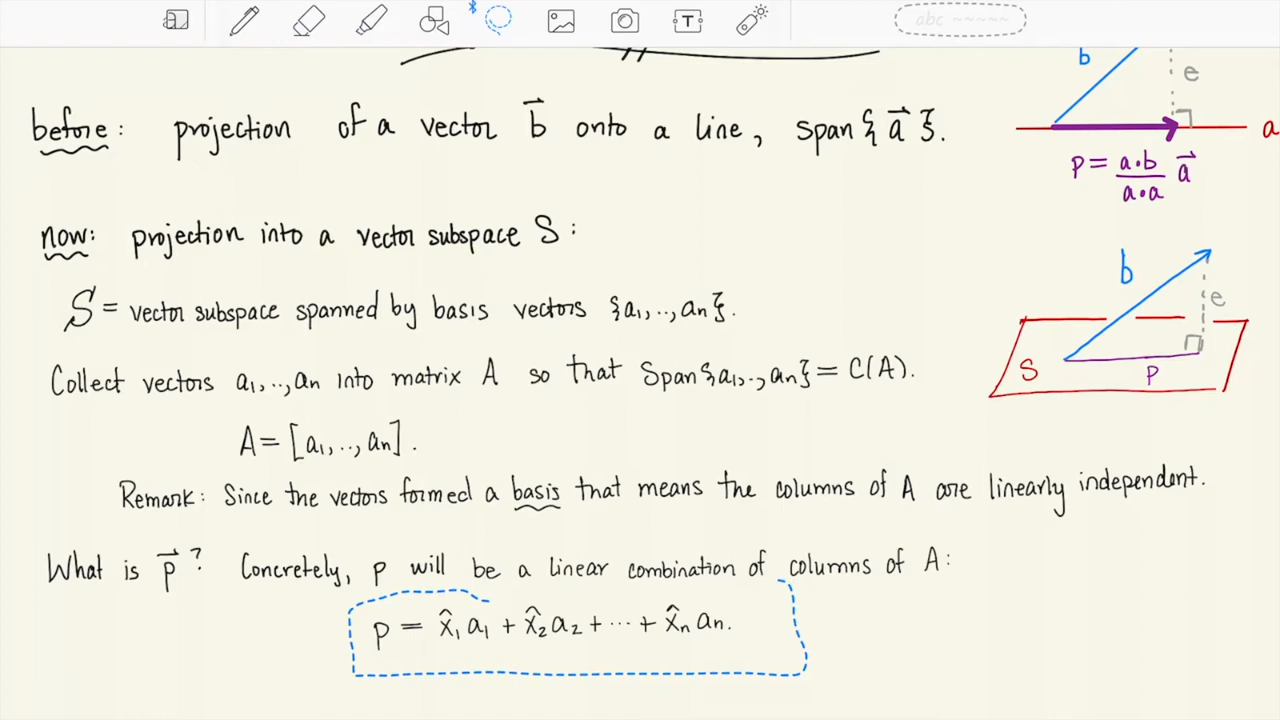 abc ~~~~~
b
e
before: projection of a vector b⃗ onto a line, span{a⃗}.
a
p = a•b/a•a a⃗
now: projection into a vector subspace S:
b
e
S = vector subspace spanned by basis vectors {a₁,..,aₙ}.
Collect vectors a₁,..,aₙ into matrix A so that Span{a₁,..,aₙ} = C(A).
S
p
A = [a₁,..,aₙ].
Remark: Since the vectors formed a basis that means the columns of A are linearly independent.
What is p⃗? Concretely, p will be a linear combination of columns of A:
p = x̂₁a₁ + x̂₂a₂ + ⋯ + x̂ₙaₙ.